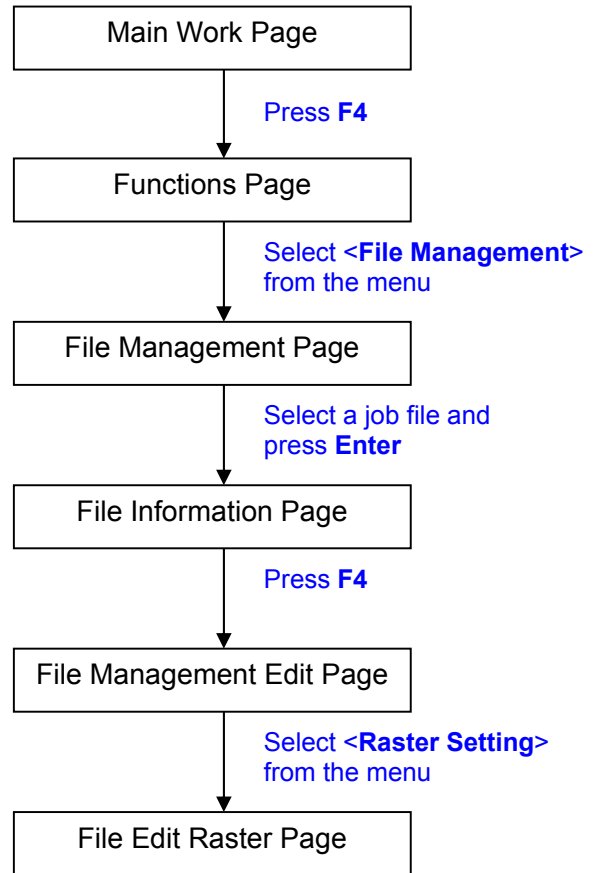 Main Work Page
Press F4
Functions Page
Select <File Management>
from the menu
File Management Page
Select a job file and
press Enter
File Information Page
Press F4
File Management Edit Page
Select <Raster Setting>
from the menu
File Edit Raster Page